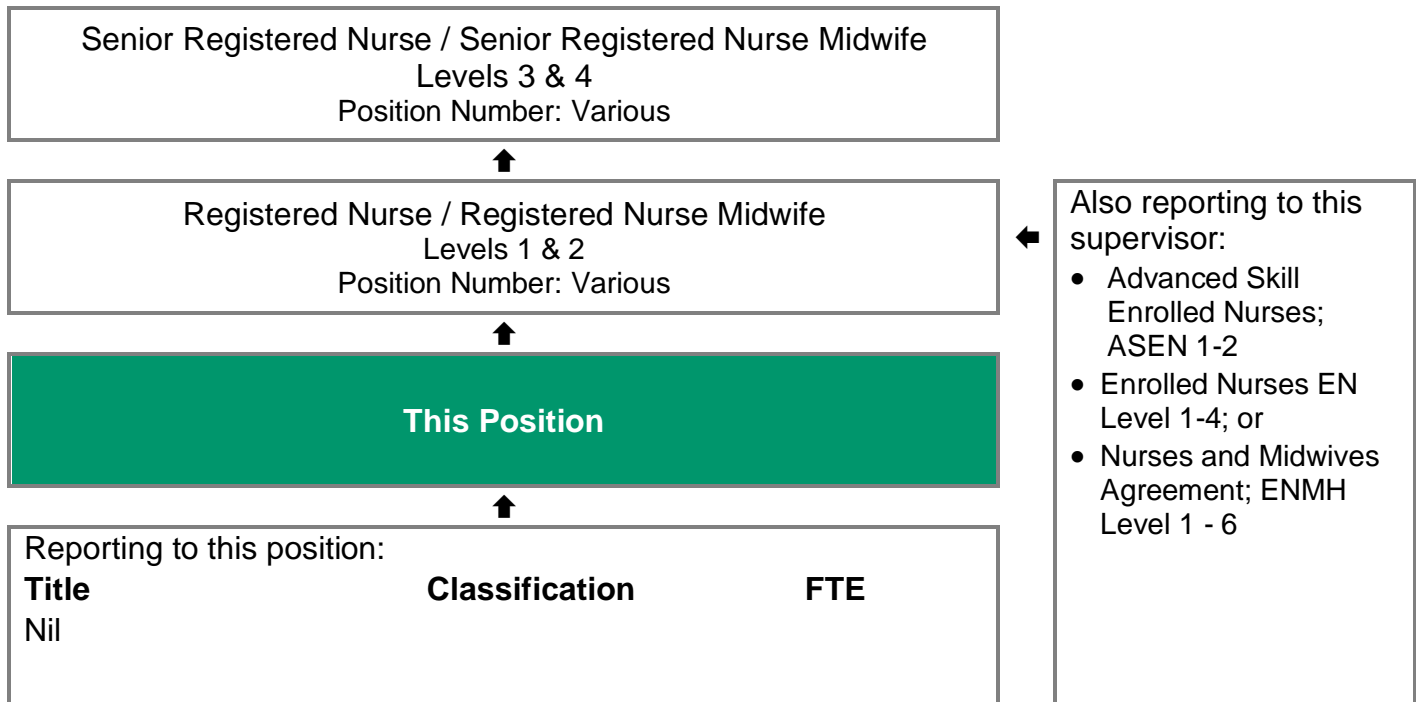 Senior Registered Nurse / Senior Registered Nurse Midwife
Levels 3 & 4
Position Number: Various
Registered Nurse / Registered Nurse Midwife
Levels 1 & 2
Position Number: Various
This Position
Reporting to this position:
Title Classification FTE
Nil
Also reporting to this
supervisor:
• Advanced Skill
Enrolled Nurses;
ASEN 1-2
• Enrolled Nurses EN
Level 1-4; or
• Nurses and Midwives
Agreement; ENMH
Level 1 - 6